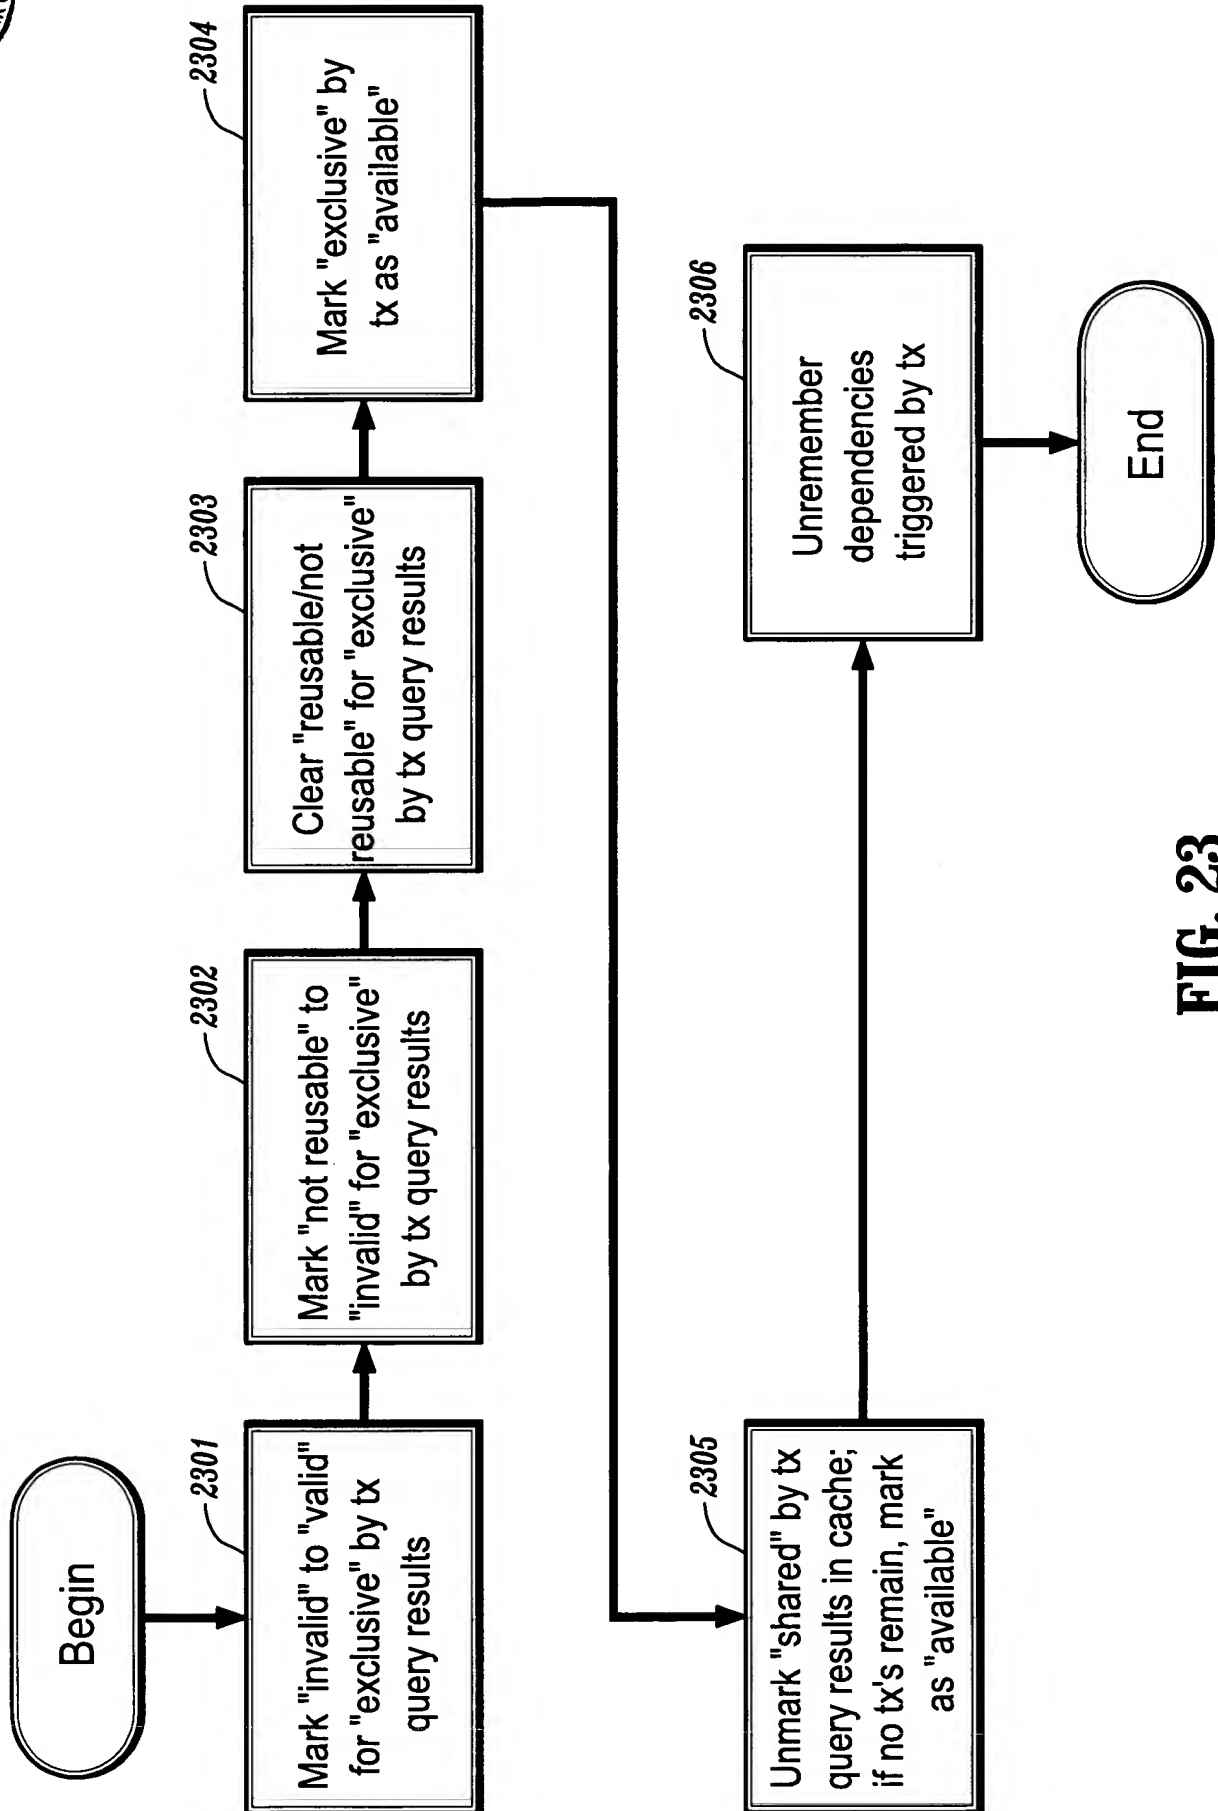 Begin
2301
Mark "invalid" to "valid"
for "exclusive" by tx
query results
2302
Mark "not reusable" to
"invalid" for "exclusive"
by tx query results
2303
Clear "reusable/not
reusable" for "exclusive"
by tx query results
2304
Mark "exclusive" by
tx as "available"
2305
Unmark "shared" by tx
query results in cache;
if no tx's remain, mark
as "available"
2306
Unremember
dependencies
triggered by tx
End
FIG. 23